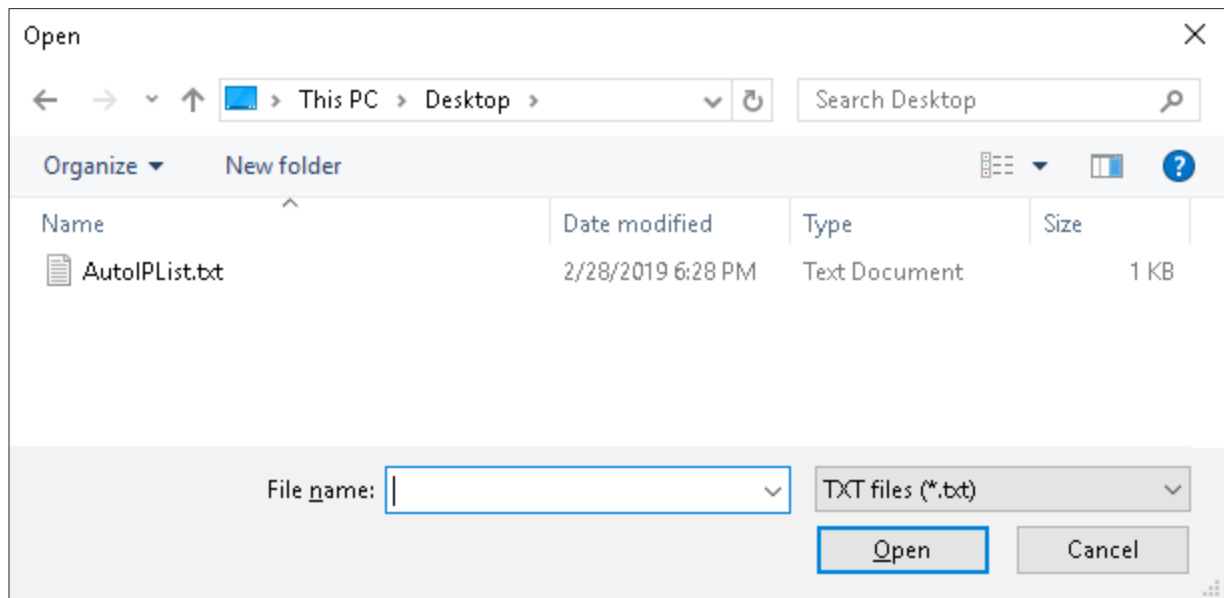 Open
This PC > Desktop >
Search Desktop
Organize
New folder
?
Name
Date modified
Type
Size
AutoIPList.txt
2/28/2019 6:28 PM
Text Document
1 KB
File name:
TXT files (*.txt)
Open
Cancel